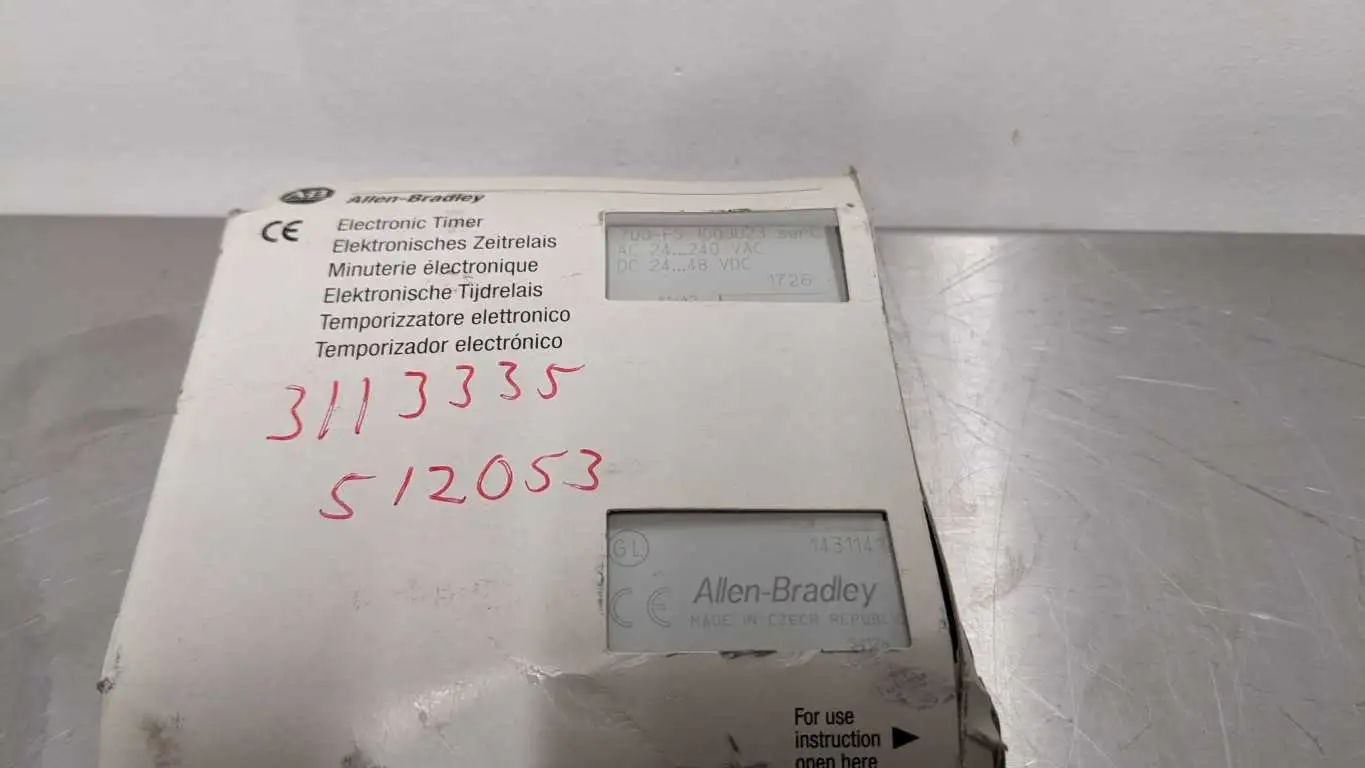 AB Allen-Bradley
CE
Electronic Timer
Elektronisches Zeitrelais
Minuterie électronique
Elektronische Tijdrelais
Temporizzatore elettronico
Temporizador electrónico
AC 24...240 VAC
DC 24...48 VDC
1726
3113335
512053
GL
Allen-Bradley
CE
MADE IN CZECH REPUBLIC
For use
instruction
open here